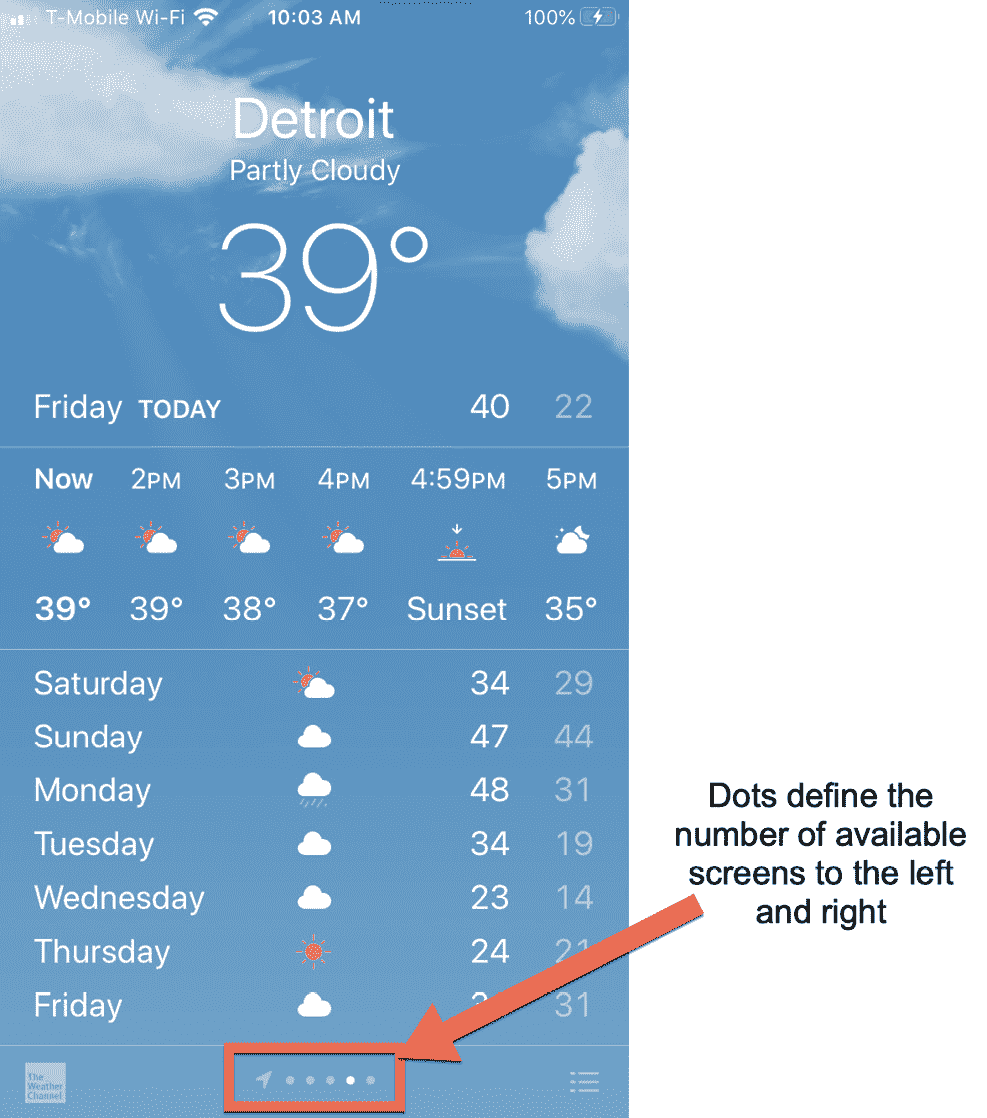 T-Mobile Wi-Fi 10:03 AM 100%
Detroit
Partly Cloudy
39°
Friday TODAY 40 22
Now 2PM 3PM 4PM 4:59PM 5PM
39° 39° 38° 37° Sunset 35°
Saturday 34 29
Sunday 47 44
Monday 48 31
Tuesday 34 19
Wednesday 23 14
Thursday 24 21
Friday 31
Dots define the
number of available
screens to the left
and right
The
Weather
Channel